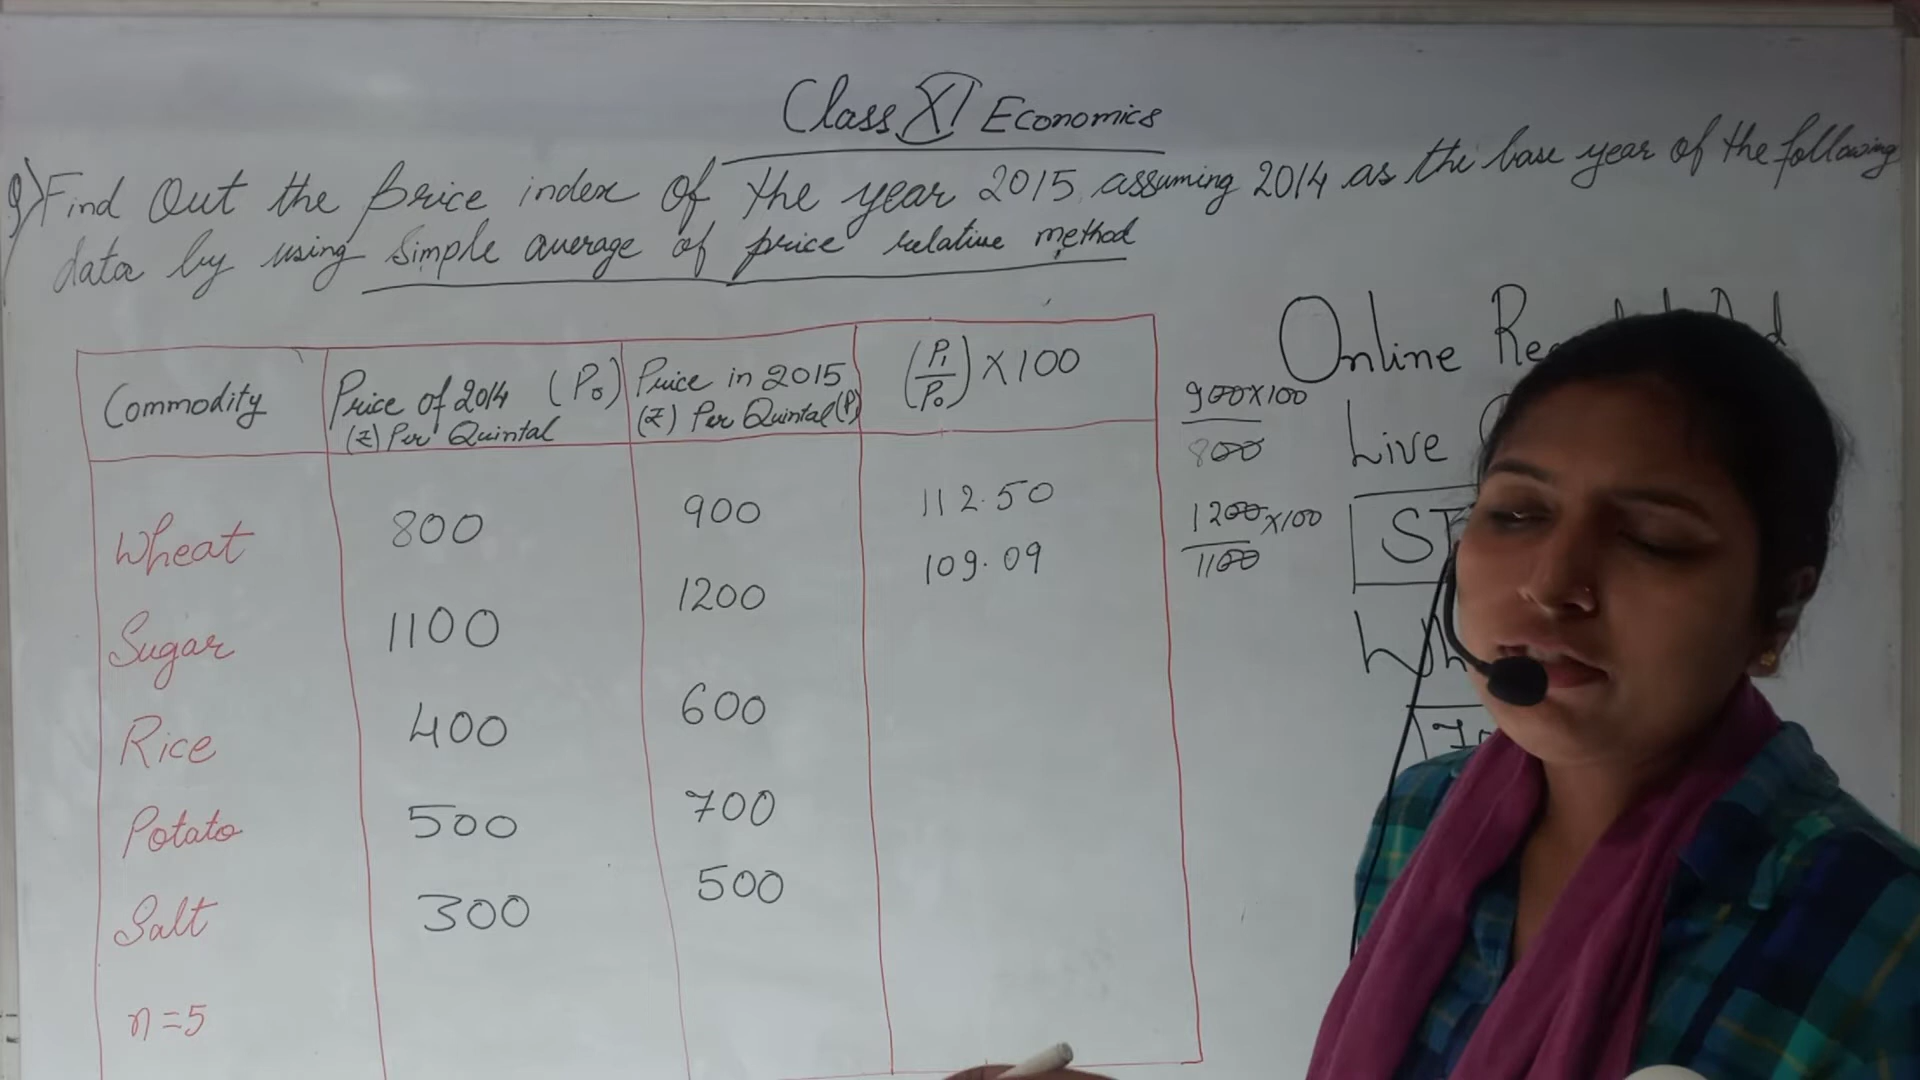 Class XI Economics
Q) Find Out the price index of the year 2015 assuming 2014 as the base year of the following
data by using simple average of price relative method
Commodity
Price of 2014 (P₀)
(₹) Per Quintal
Price in 2015
(₹) Per Quintal (P₁)
(P₁/P₀) × 100
Wheat 800 900 112.50
Sugar 1100 1200 109.09
Rice 400 600
Potato 500 700
Salt 300 500
n = 5
900×100
800
1200×100
1100
Online
Live